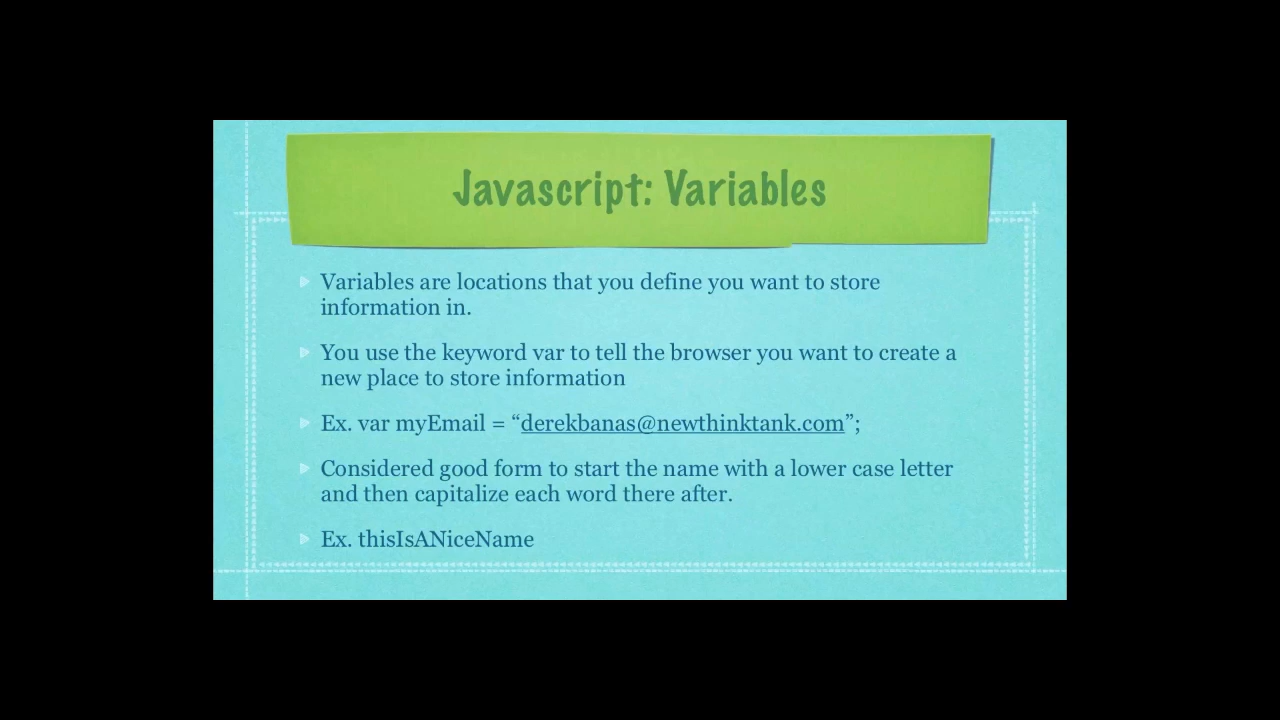 Javascript: Variables
Variables are locations that you define you want to store
information in.
You use the keyword var to tell the browser you want to create a
new place to store information
Ex. var myEmail = “derekbanas@newthinktank.com”;
Considered good form to start the name with a lower case letter
and then capitalize each word there after.
Ex. thisIsANiceName